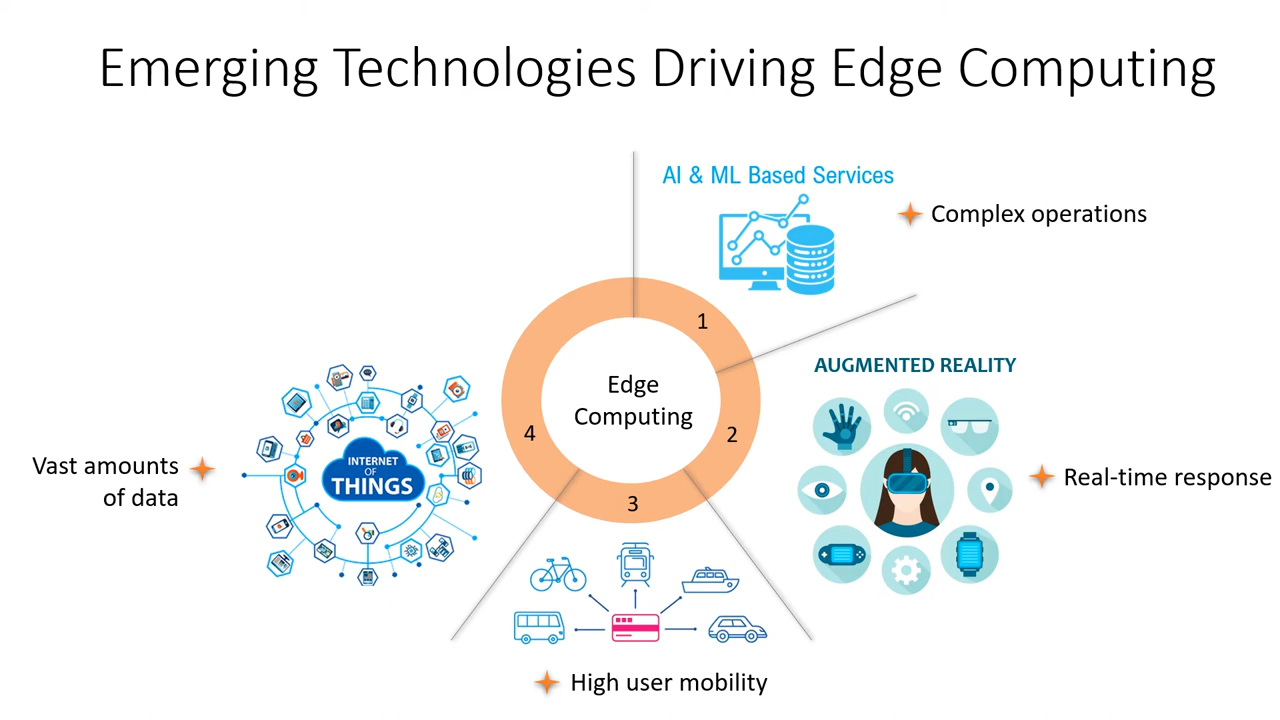 Emerging Technologies Driving Edge Computing
AI & ML Based Services
Complex operations
1
AUGMENTED REALITY
Edge
Computing
2
4
Real-time response
INTERNET
OF
THINGS
Vast amounts
of data
3
High user mobility